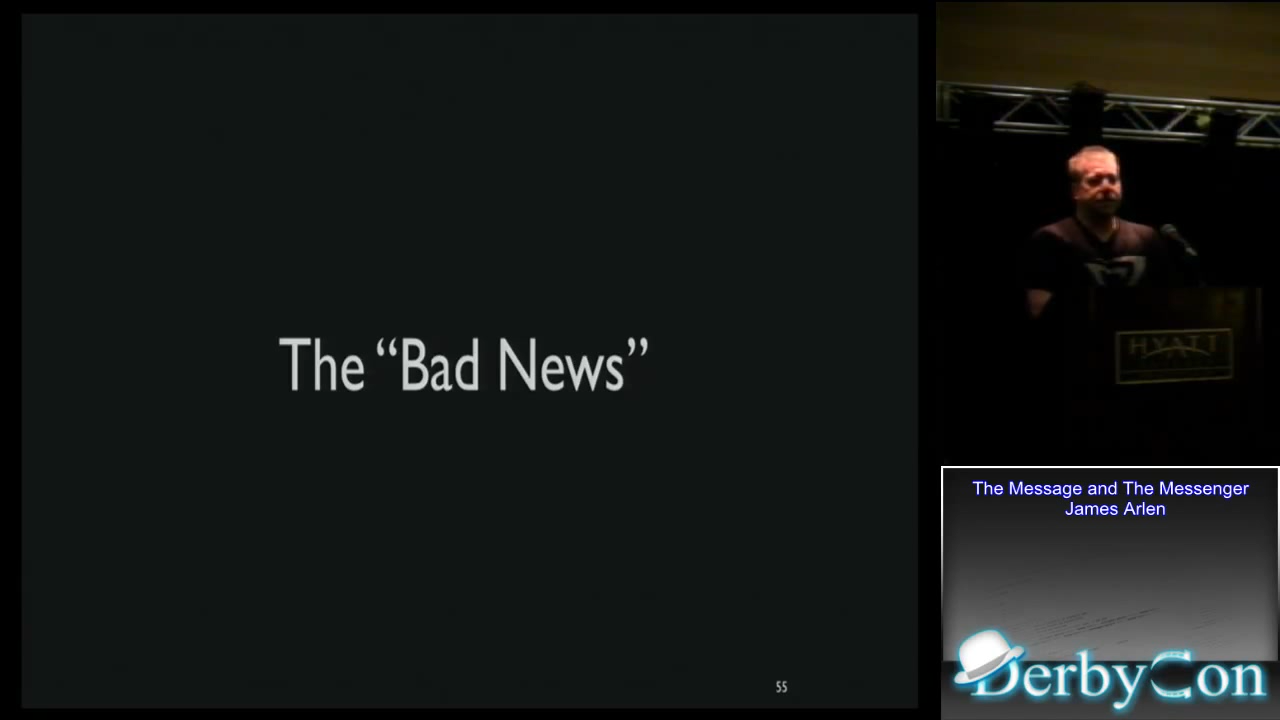 The “Bad News”
55
HYATT
The Message and The Messenger
James Arlen
DerbyCon